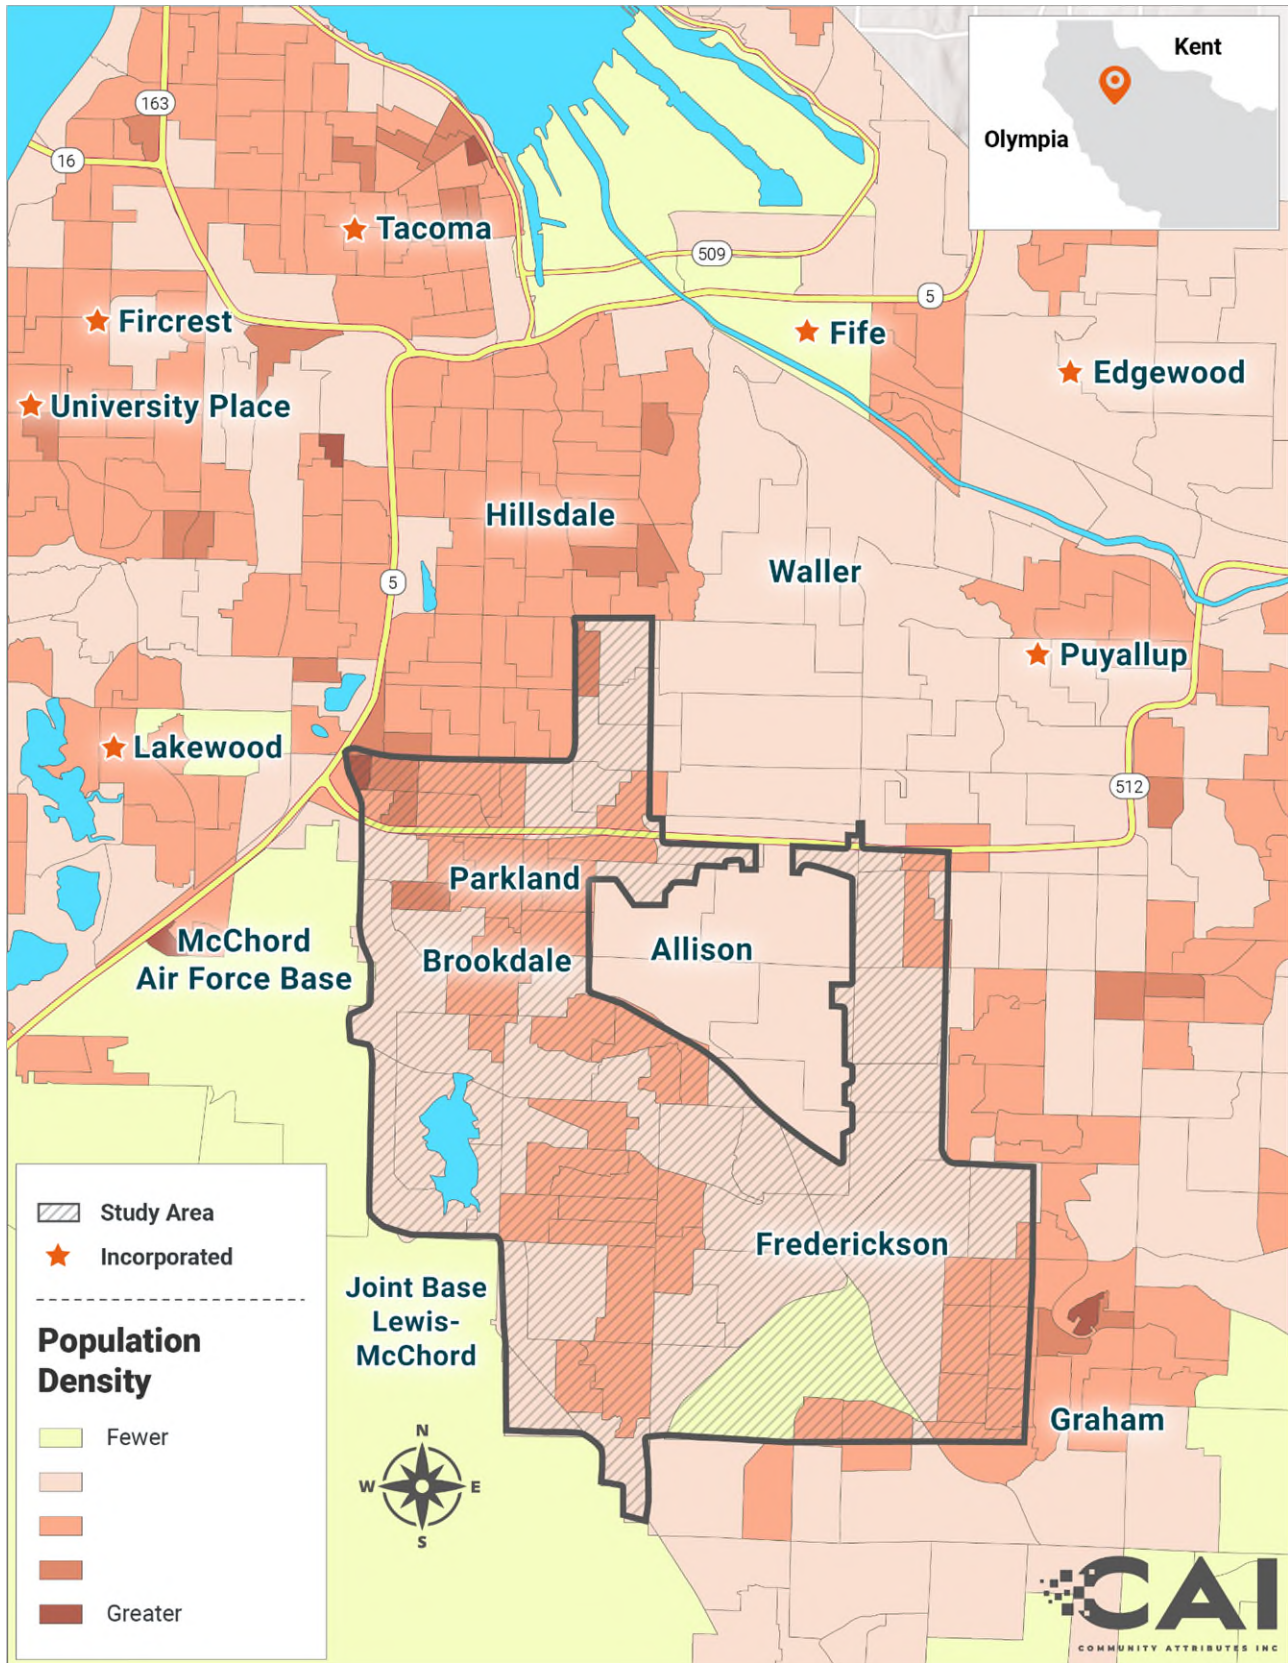 Kent
Olympia
163
16
Tacoma
509
5
Fircrest
Fife
Edgewood
University Place
Hillsdale
Waller
5
Puyallup
Lakewood
512
Parkland
McChord
Air Force Base
Brookdale
Allison
Study Area
Incorporated
Population
Density
Fewer
Greater
Frederickson
Joint Base
Lewis-
McChord
Graham
N
W
E
S
CAI
COMMUNITY ATTRIBUTES INC